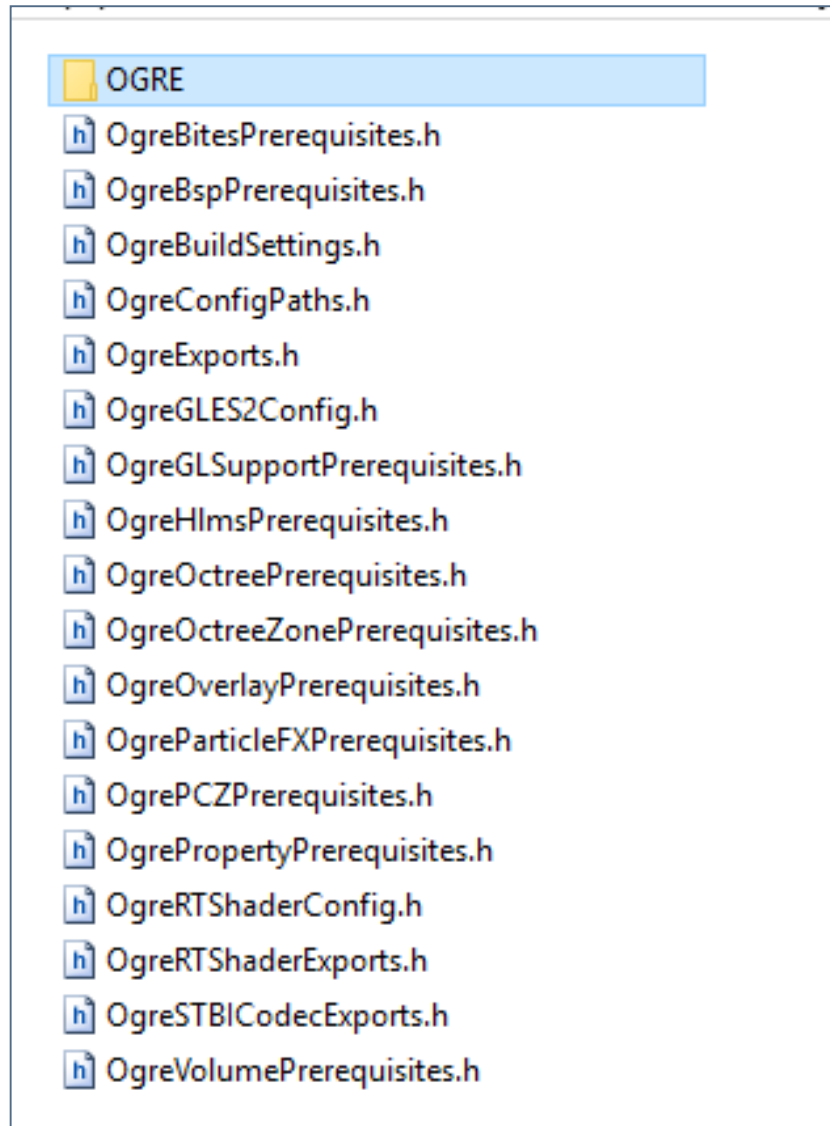 OGRE
OgreBitesPrerequisites.h
OgreBspPrerequisites.h
OgreBuildSettings.h
OgreConfigPaths.h
OgreExports.h
OgreGLES2Config.h
OgreGLSupportPrerequisites.h
OgreHlmsPrerequisites.h
OgreOctreePrerequisites.h
OgreOctreeZonePrerequisites.h
OgreOverlayPrerequisites.h
OgreParticleFXPrerequisites.h
OgrePCZPrerequisites.h
OgrePropertyPrerequisites.h
OgreRTShaderConfig.h
OgreRTShaderExports.h
OgreSTBICodecExports.h
OgreVolumePrerequisites.h